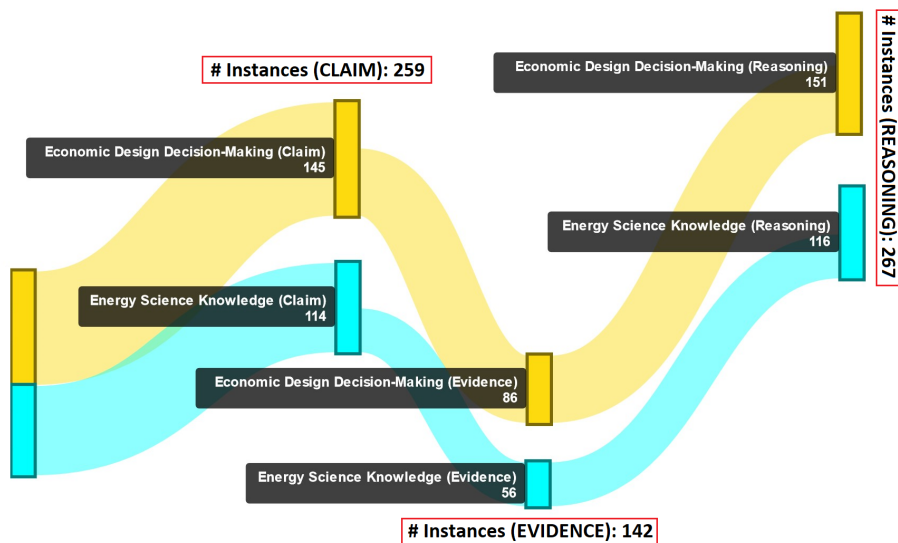 # Instances (CLAIM): 259
Economic Design Decision-Making (Reasoning)
151
# Instances (REASONING): 267
Economic Design Decision-Making (Claim)
145
Energy Science Knowledge (Reasoning)
116
Energy Science Knowledge (Claim)
114
Economic Design Decision-Making (Evidence)
86
Energy Science Knowledge (Evidence)
56
# Instances (EVIDENCE): 142